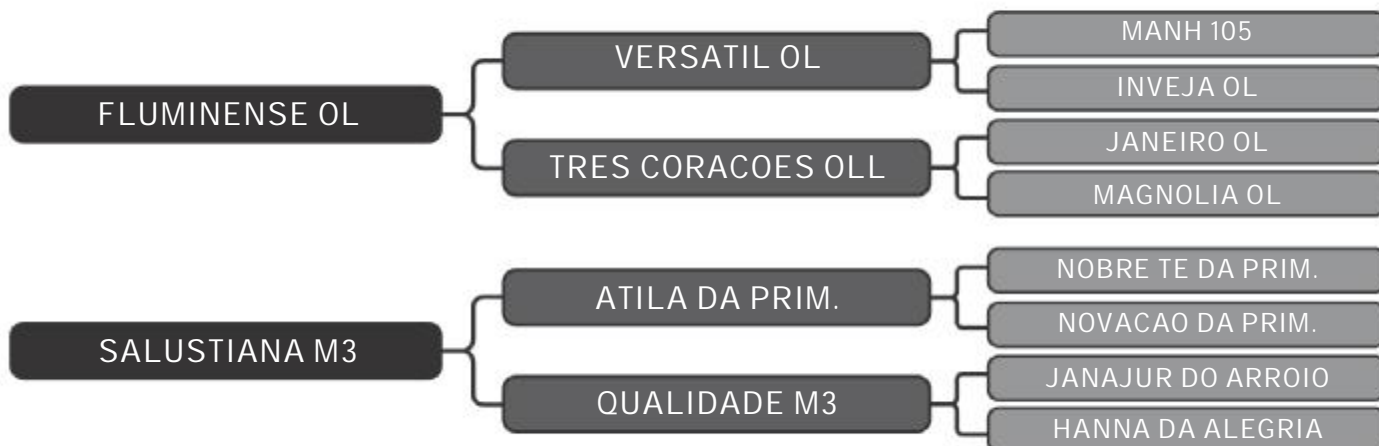 FLUMINENSE OL
VERSATIL OL
MANH 105
INVEJA OL
TRES CORACOES OLL
JANEIRO OL
MAGNOLIA OL
SALUSTIANA M3
ATILA DA PRIM.
NOBRE TE DA PRIM.
NOVACAO DA PRIM.
QUALIDADE M3
JANAJUR DO ARROIO
HANNA DA ALEGRIA